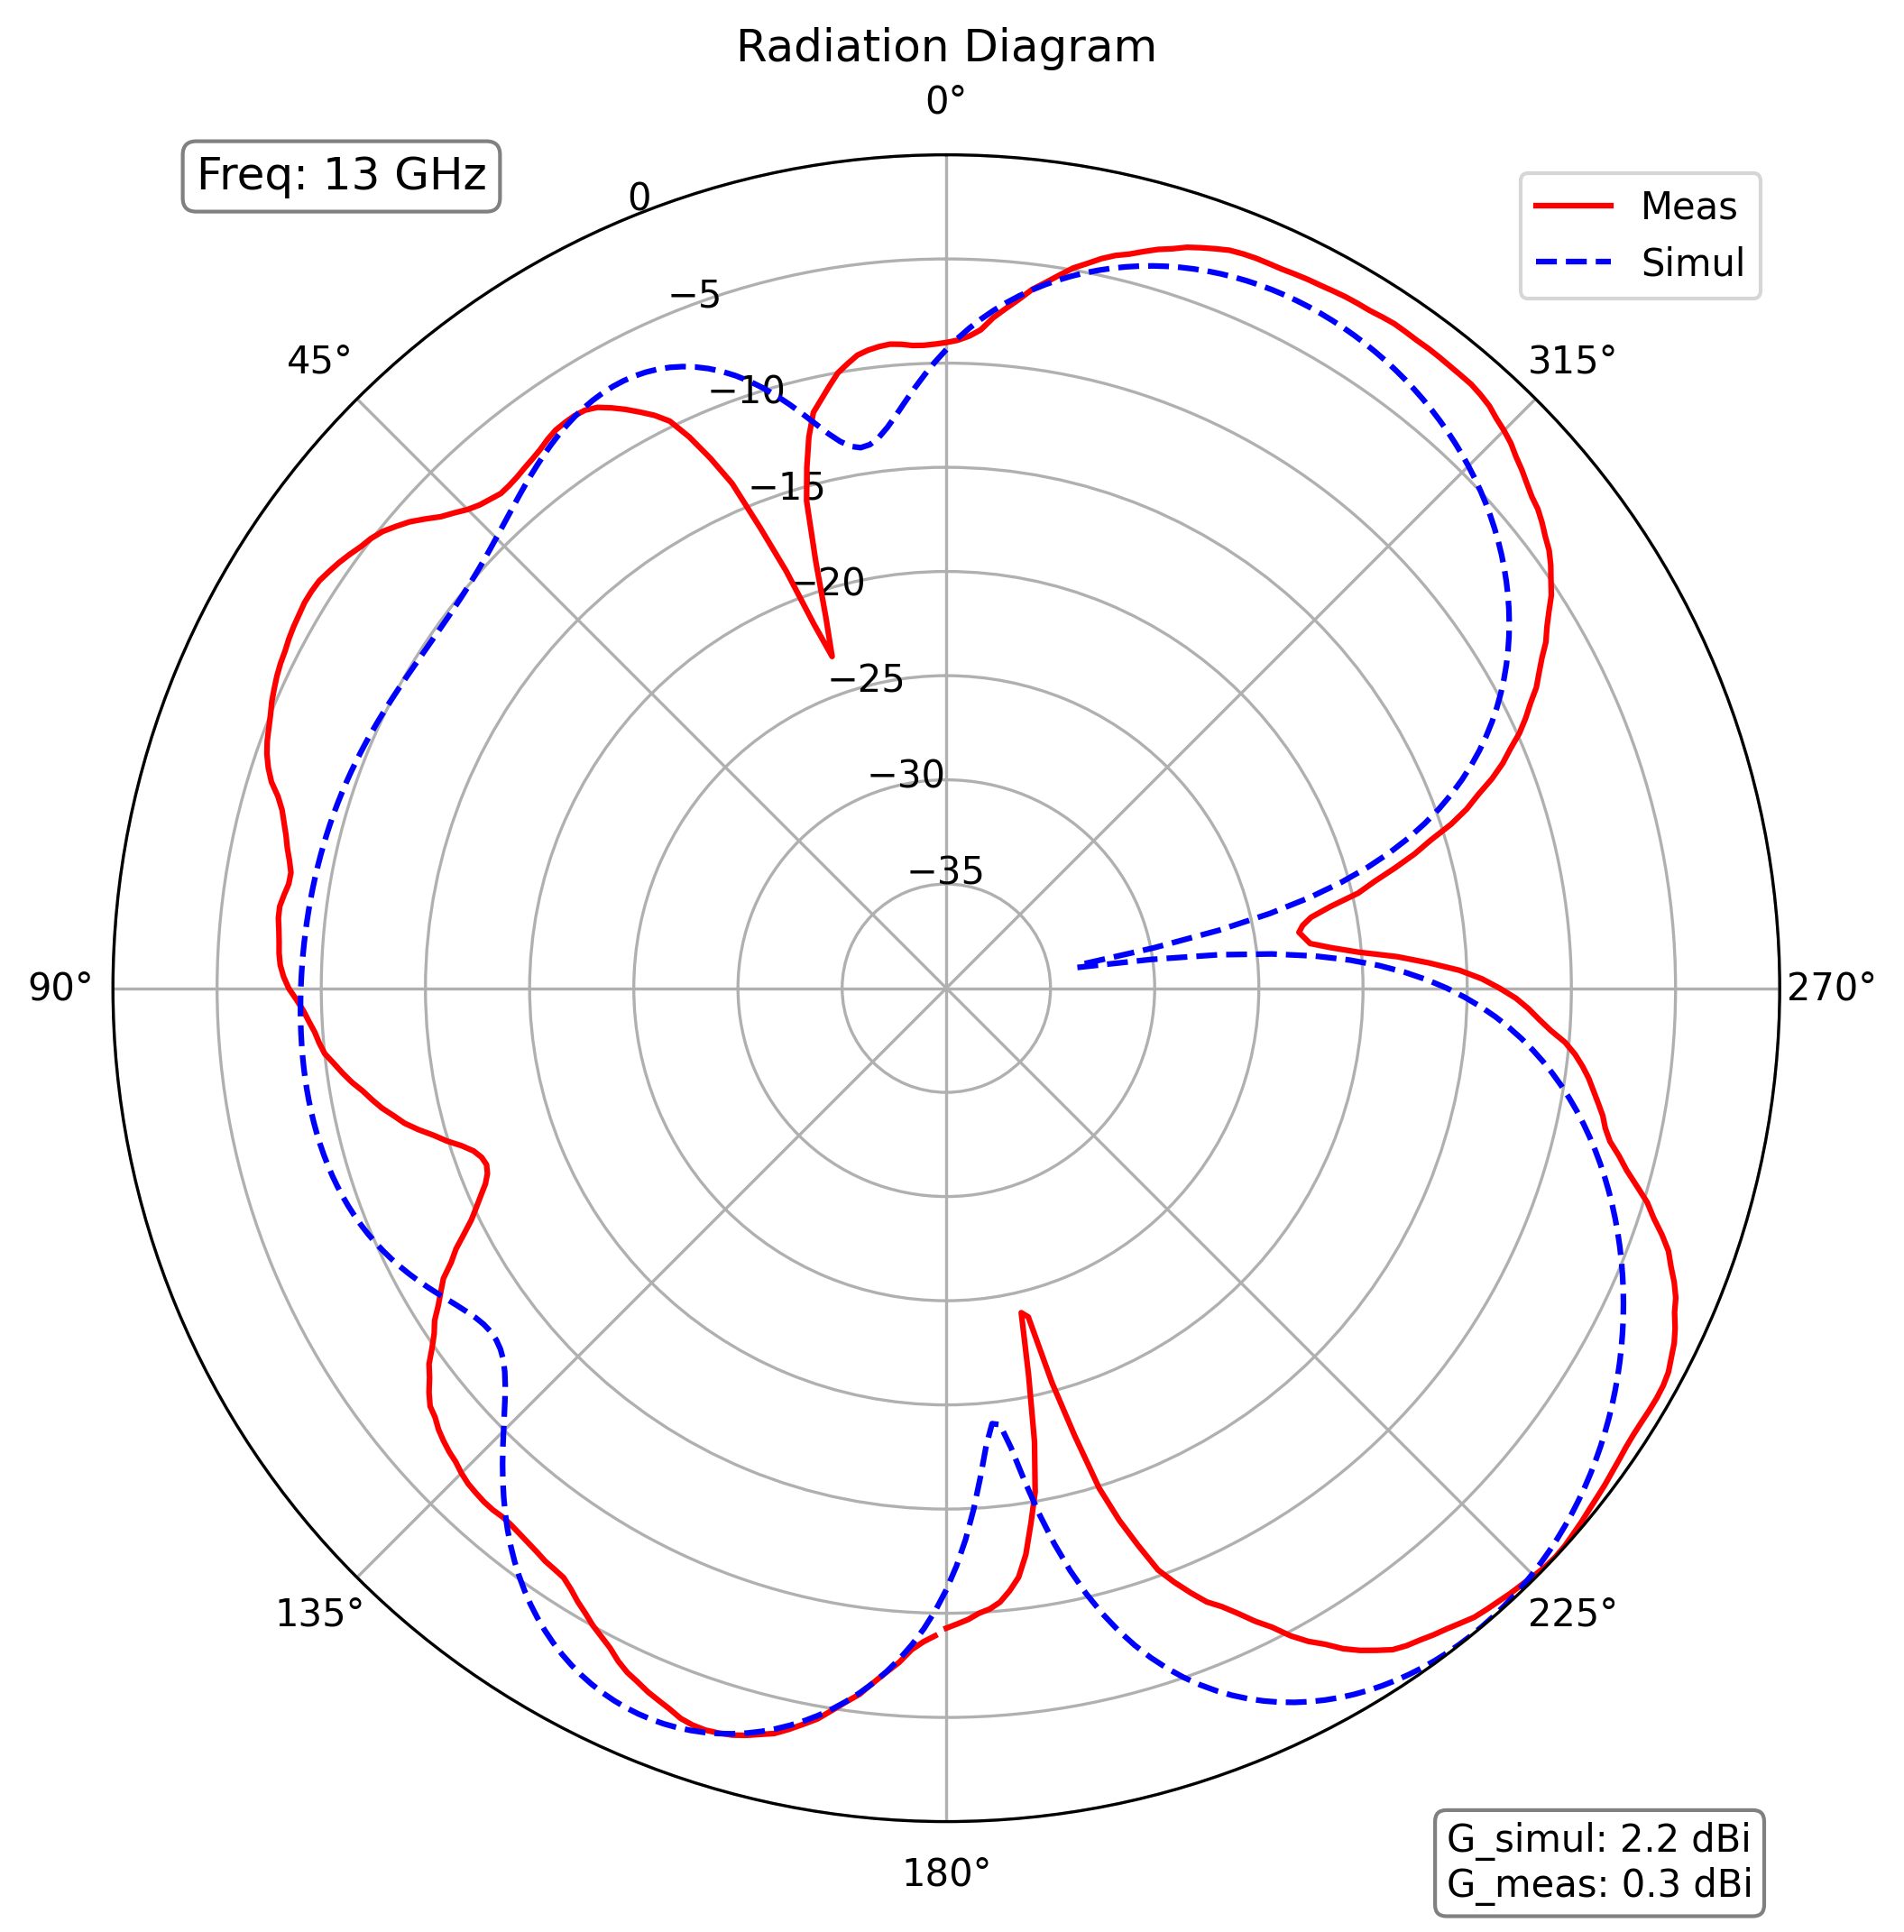 Radiation Diagram
0°
Freq: 13 GHz
Meas
Simul
0
−5
−10
−15
−20
−25
−30
−35
45°
315°
90°
270°
135°
225°
180°
G_simul: 2.2 dBi
G_meas: 0.3 dBi